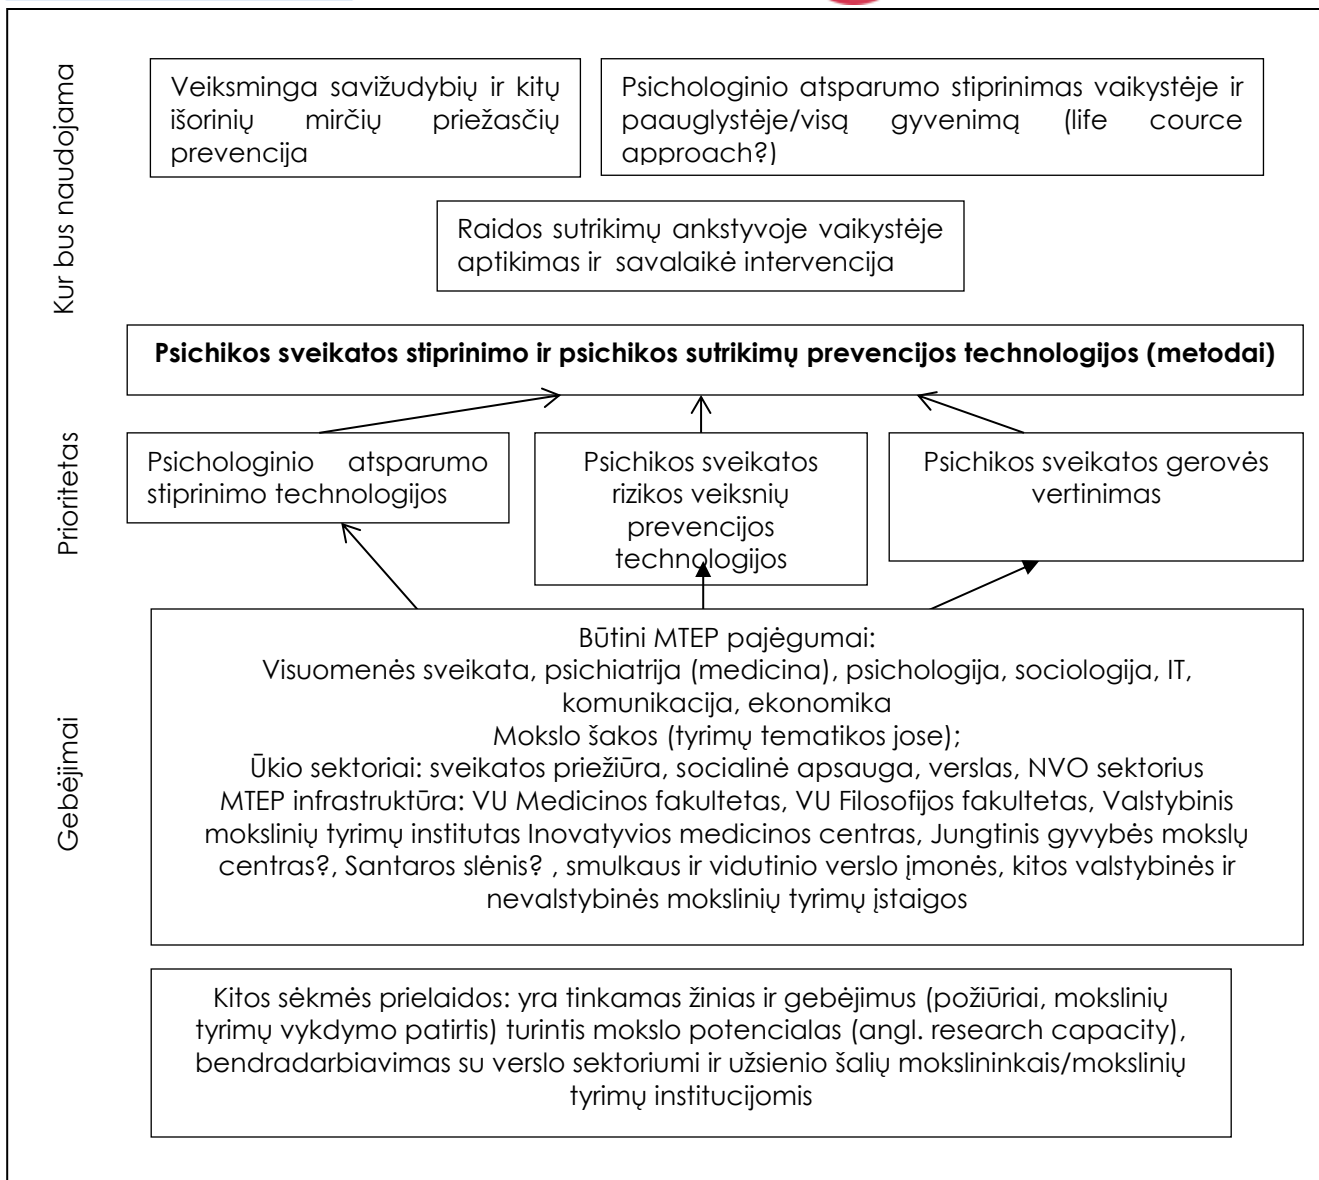 Kur bus naudojama
Veiksminga savižudybių ir kitų
išorinių mirčių priežasčių
prevencija
Psichologinio atsparumo stiprinimas vaikystėje ir
paauglystėje/visą gyvenimą (life cource
approach?)
Raidos sutrikimų ankstyvoje vaikystėje
aptikimas ir savalaikė intervencija
Psichikos sveikatos stiprinimo ir psichikos sutrikimų prevencijos technologijos (metodai)
Prioritetas
Psichologinio atsparumo
stiprinimo technologijos
Psichikos sveikatos
rizikos veiksnių
prevencijos
technologijos
Psichikos sveikatos gerovės
vertinimas
Gebėjimai
Būtini MTEP pajėgumai:
Visuomenės sveikata, psichiatrija (medicina), psichologija, sociologija, IT,
komunikacija, ekonomika
Mokslo šakos (tyrimų tematikos jose);
Ūkio sektoriai: sveikatos priežiūra, socialinė apsauga, verslas, NVO sektorius
MTEP infrastruktūra: VU Medicinos fakultetas, VU Filosofijos fakultetas, Valstybinis
mokslinių tyrimų institutas Inovatyvios medicinos centras, Jungtinis gyvybės mokslų
centras?, Santaros slėnis? , smulkaus ir vidutinio verslo įmonės, kitos valstybinės ir
nevalstybinės mokslinių tyrimų įstaigos
Kitos sėkmės prielaidos: yra tinkamas žinias ir gebėjimus (požiūriai, mokslinių
tyrimų vykdymo patirtis) turintis mokslo potencialas (angl. research capacity),
bendradarbiavimas su verslo sektoriumi ir užsienio šalių mokslininkais/mokslinių
tyrimų institucijomis